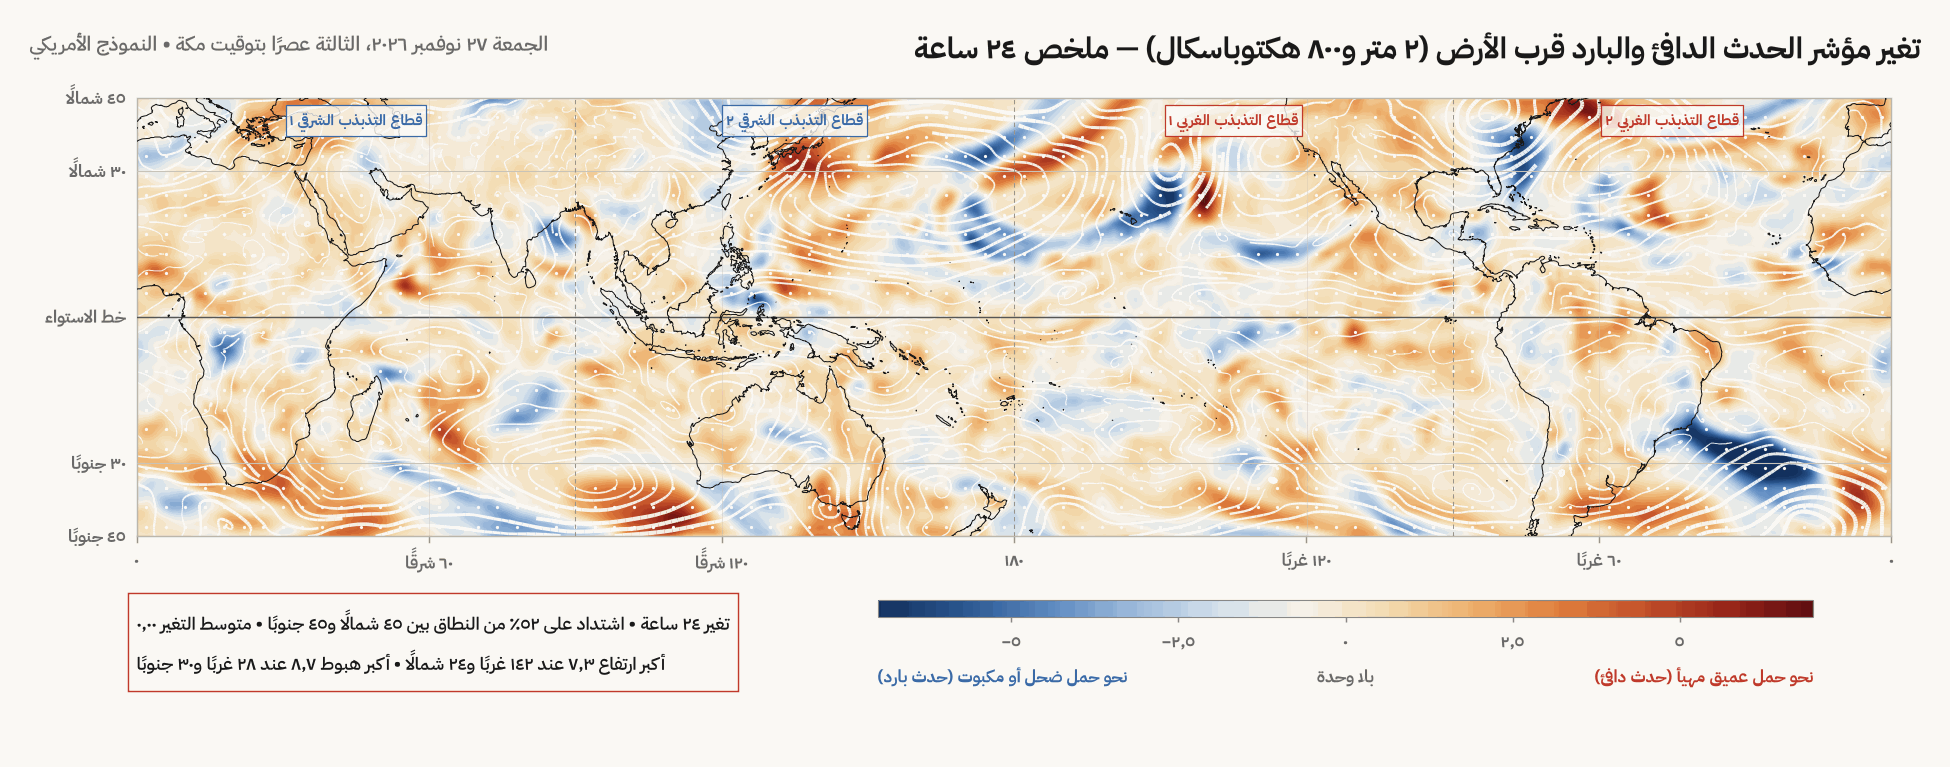 تغير مؤشر الحدث الدافئ والبارد قرب الأرض (٢ متر و٨٠٠ هكتوباسكال) — ملخص ٢٤ ساعة
الجمعة ٢٧ نوفمبر ٢٠٢٦، الثالثة عصرًا بتوقيت مكة • النموذج الأمريكي
قطاع التذبذب الشرقي ١
قطاع التذبذب الشرقي ٢
قطاع التذبذب الغربي ١
قطاع التذبذب الغربي ٢
٤٥ شمالًا
٣٠ شمالًا
خط الاستواء
٣٠ جنوبًا
٤٥ جنوبًا
٠
٦٠ شرقًا
١٢٠ شرقًا
١٨٠
١٢٠ غربًا
٦٠ غربًا
٠
تغير ٢٤ ساعة • اشتداد على ٥٢٪ من النطاق بين ٤٥ شمالًا و٤٥ جنوبًا • متوسط التغير ٠,٠٠
أكبر ارتفاع ٧,٣ عند ١٤٢ غربًا و٢٤ شمالًا • أكبر هبوط ٨,٧ عند ٢٨ غربًا و٣٠ جنوبًا
−٥
−٢,٥
٠
٢,٥
٥
نحو حمل عميق مهيأ (حدث دافئ)
بلا وحدة
نحو حمل ضحل أو مكبوت (حدث بارد)